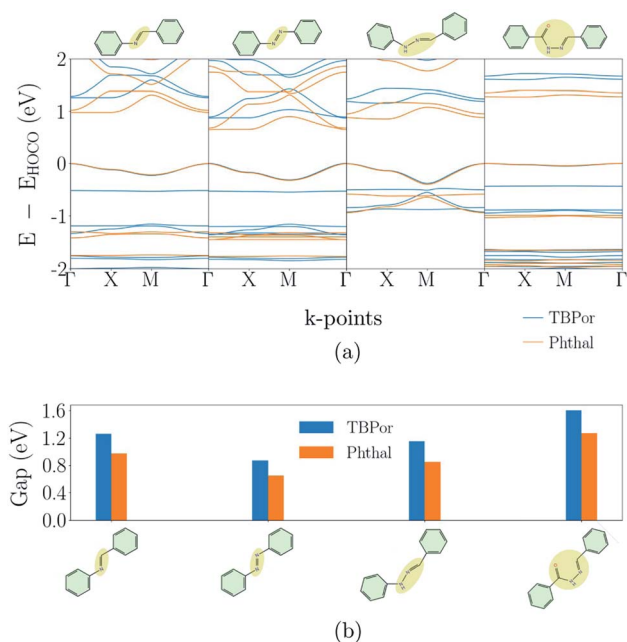 2
1
0
-1
-2
E − E_HOCO (eV)
Γ X M Γ X M Γ X M Γ X M Γ
k-points
TBPor
Phthal
(a)
1.6
1.2
0.8
0.4
0.0
Gap (eV)
TBPor
Phthal
(b)